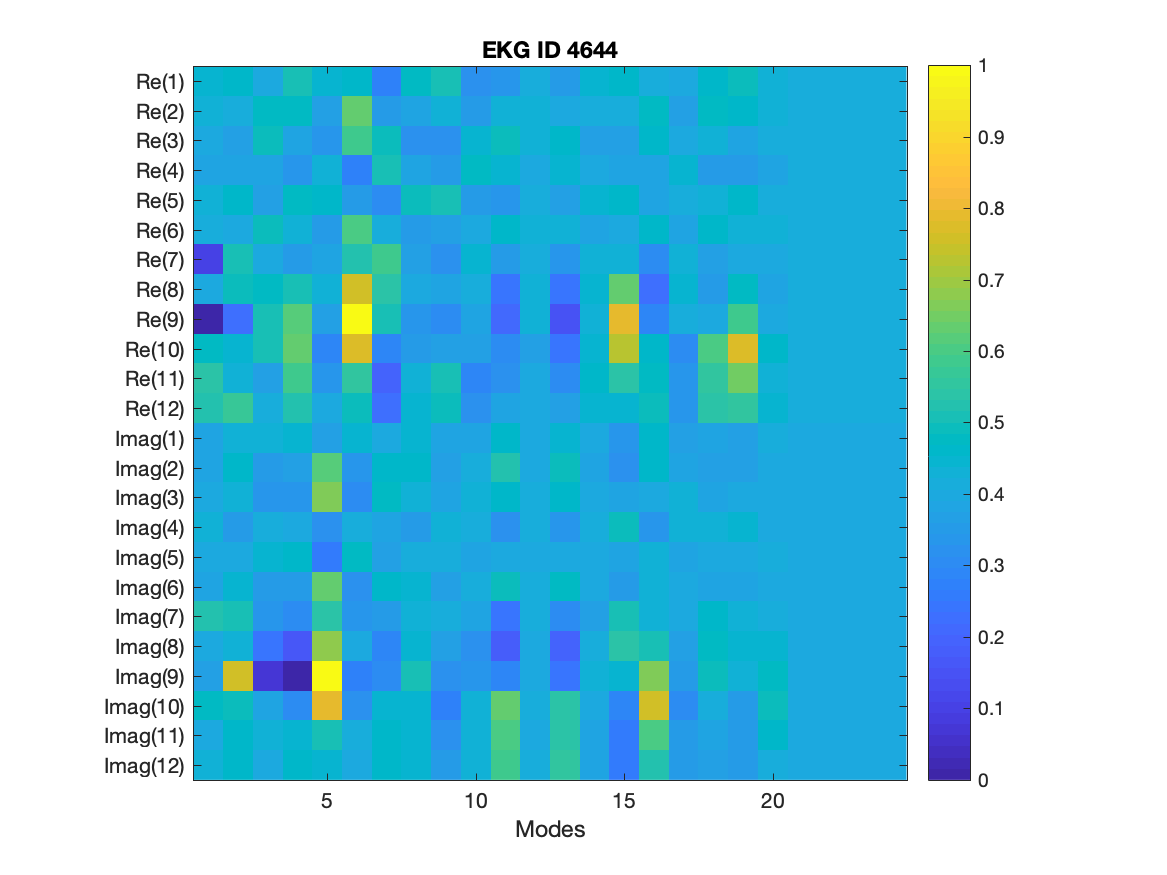 EKG ID 4644
Re(1)
Re(2)
Re(3)
Re(4)
Re(5)
Re(6)
Re(7)
Re(8)
Re(9)
Re(10)
Re(11)
Re(12)
Imag(1)
Imag(2)
Imag(3)
Imag(4)
Imag(5)
Imag(6)
Imag(7)
Imag(8)
Imag(9)
Imag(10)
Imag(11)
Imag(12)
5 10 15 20
Modes
1
0.9
0.8
0.7
0.6
0.5
0.4
0.3
0.2
0.1
0